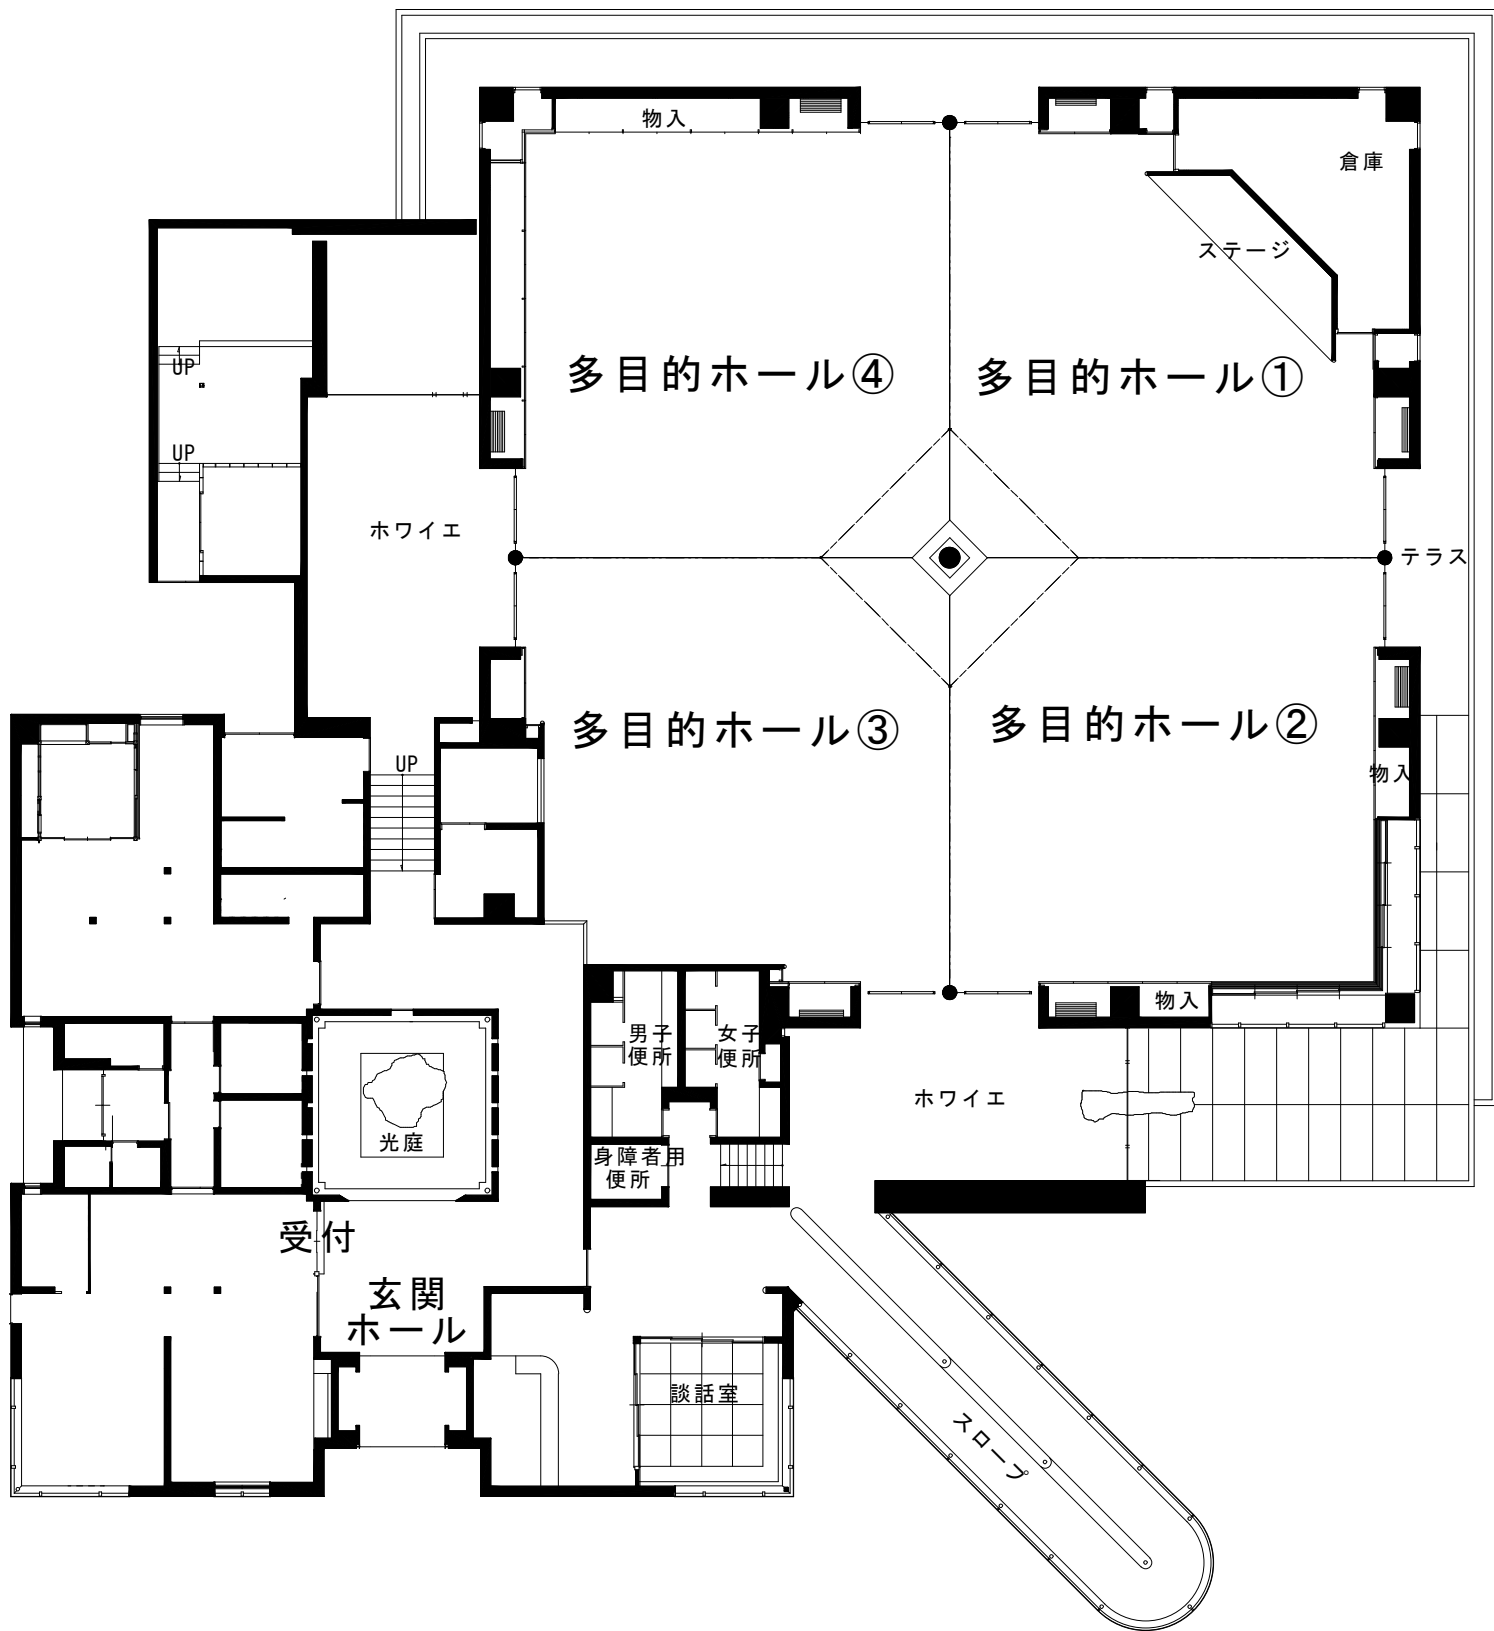 物入
倉庫
ステージ
UP
多目的ホール④
多目的ホール①
UP
ホワイエ
テラス
多目的ホール③
多目的ホール②
UP
物入
物入
男子
便所
女子
便所
ホワイエ
光庭
身障者用
便所
受付
玄関
ホール
談話室
スロープ